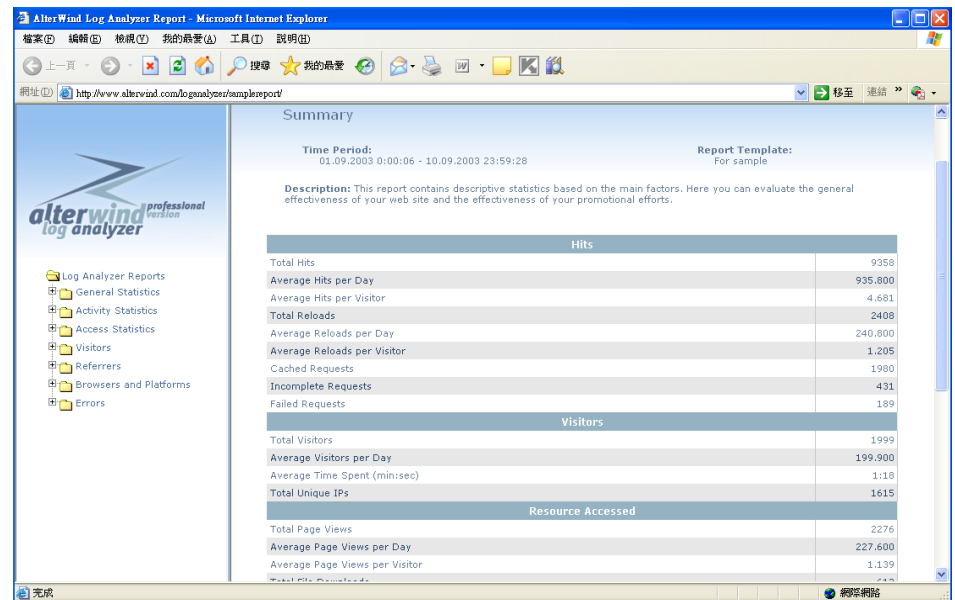 AlterWind Log Analyzer Report - Microsoft Internet Explorer
檔案(F) 編輯(E) 檢視(V) 我的最愛(A) 工具(T) 說明(H)
上一頁 搜尋 我的最愛
網址(D) http://www.alterwind.com/loganalyzer/samplereport/ 移至 連結 »
alterwind professional version
log analyzer
Log Analyzer Reports
General Statistics
Activity Statistics
Access Statistics
Visitors
Referrers
Browsers and Platforms
Errors
Summary
Time Period: Report Template:
01.09.2003 0:00:06 - 10.09.2003 23:59:28 For sample
Description: This report contains descriptive statistics based on the main factors. Here you can evaluate the general
effectiveness of your web site and the effectiveness of your promotional efforts.
Hits
Total Hits 9358
Average Hits per Day 935.800
Average Hits per Visitor 4.681
Total Reloads 2408
Average Reloads per Day 240.800
Average Reloads per Visitor 1.205
Cached Requests 1980
Incomplete Requests 431
Failed Requests 189
Visitors
Total Visitors 1999
Average Visitors per Day 199.900
Average Time Spent (min:sec) 1:18
Total Unique IPs 1615
Resource Accessed
Total Page Views 2276
Average Page Views per Day 227.600
Average Page Views per Visitor 1.139
Total File Downloads
完成 網際網路